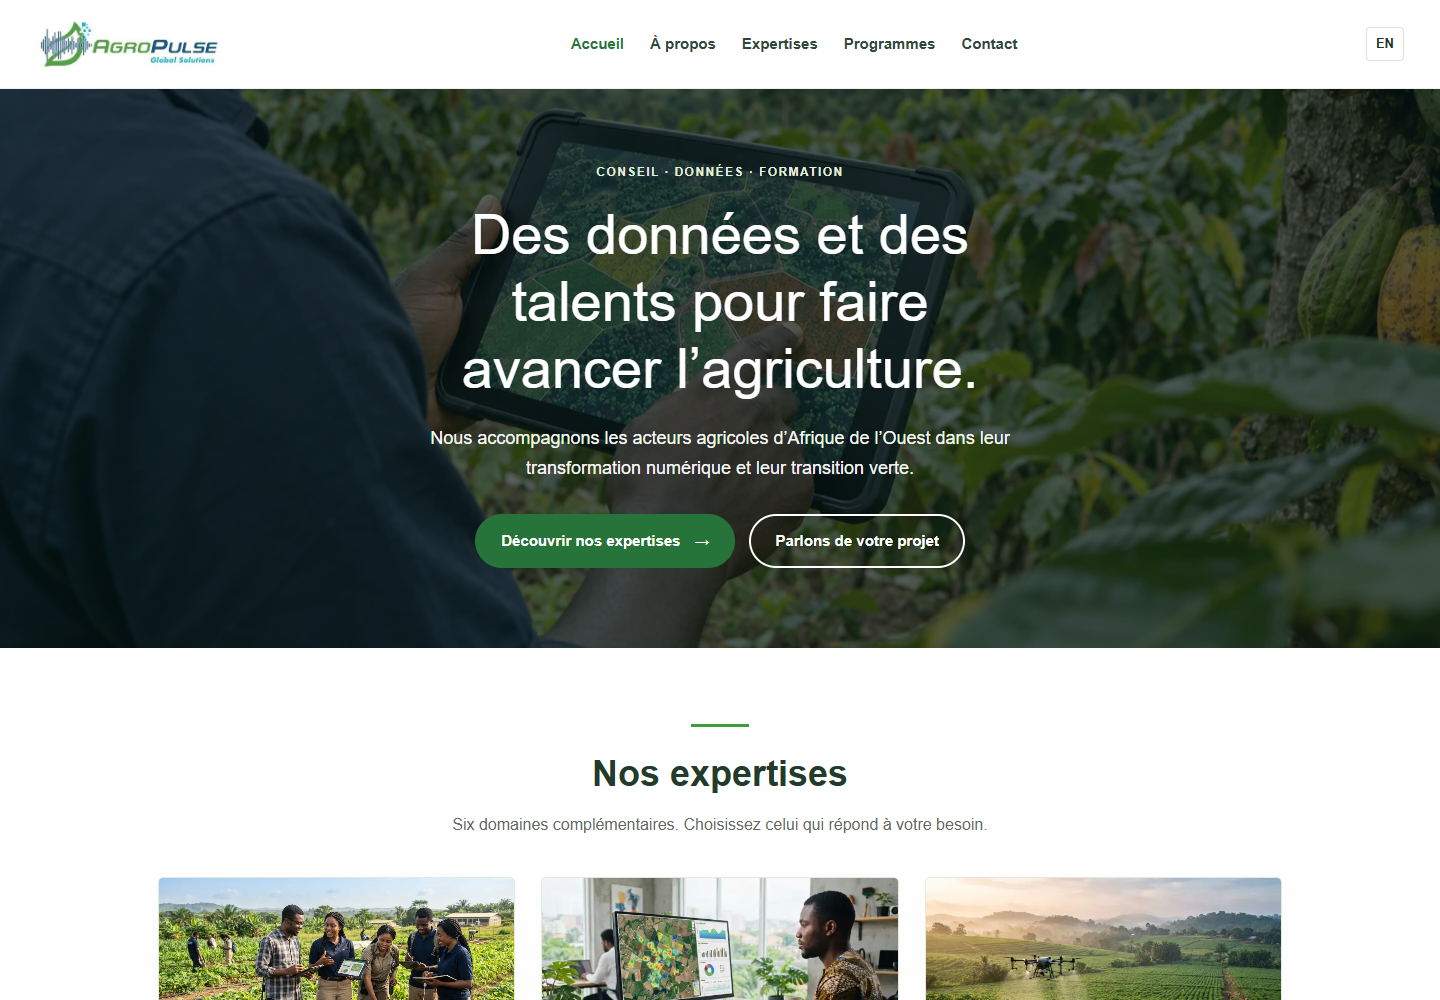 AGROPULSE
Global Solutions
Accueil
À propos
Expertises
Programmes
Contact
EN
CONSEIL · DONNÉES · FORMATION
Des données et des
talents pour faire
avancer l’agriculture.
Nous accompagnons les acteurs agricoles d’Afrique de l’Ouest dans leur
transformation numérique et leur transition verte.
Découvrir nos expertises →
Parlons de votre projet
Nos expertises
Six domaines complémentaires. Choisissez celui qui répond à votre besoin.